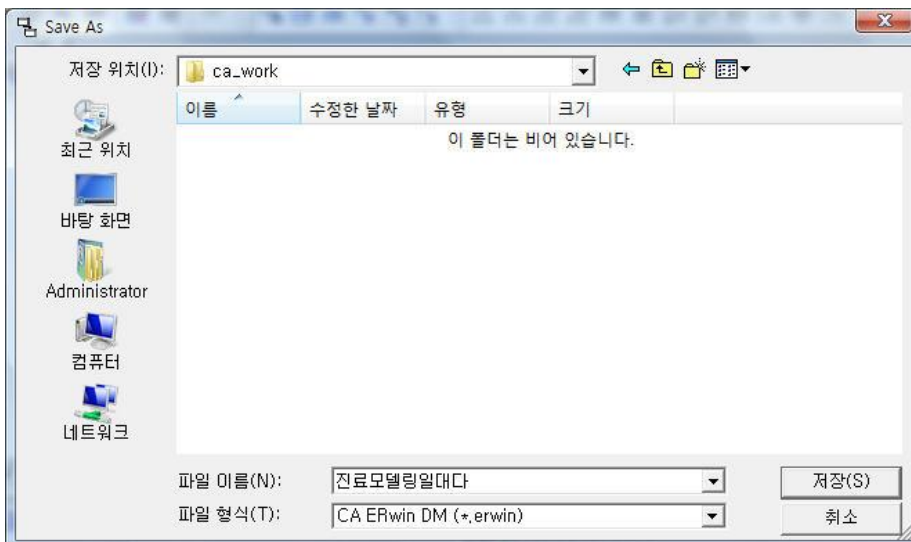 Save As
저장 위치(I): ca_work
이름 수정한 날짜 유형 크기
이 폴더는 비어 있습니다.
최근 위치
바탕 화면
Administrator
컴퓨터
네트워크
파일 이름(N): 진료모델링일대다
저장(S)
파일 형식(T): CA ERwin DM (*.erwin)
취소